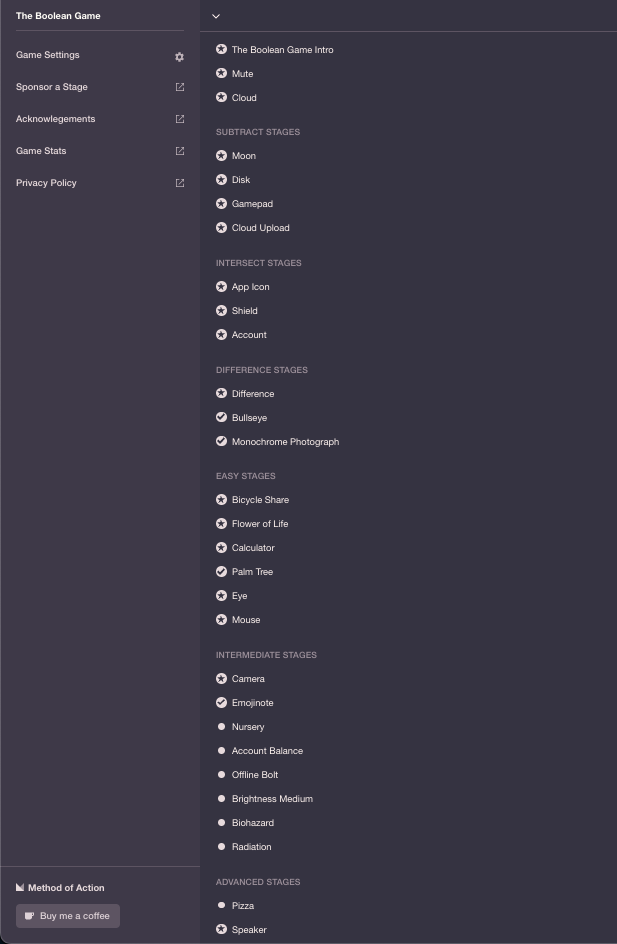 The Boolean Game
Game Settings
Sponsor a Stage
Acknowlegements
Game Stats
Privacy Policy
Method of Action
Buy me a coffee
The Boolean Game Intro
Mute
Cloud
SUBTRACT STAGES
Moon
Disk
Gamepad
Cloud Upload
INTERSECT STAGES
App Icon
Shield
Account
DIFFERENCE STAGES
Difference
Bullseye
Monochrome Photograph
EASY STAGES
Bicycle Share
Flower of Life
Calculator
Palm Tree
Eye
Mouse
INTERMEDIATE STAGES
Camera
Emojinote
Nursery
Account Balance
Offline Bolt
Brightness Medium
Biohazard
Radiation
ADVANCED STAGES
Pizza
Speaker